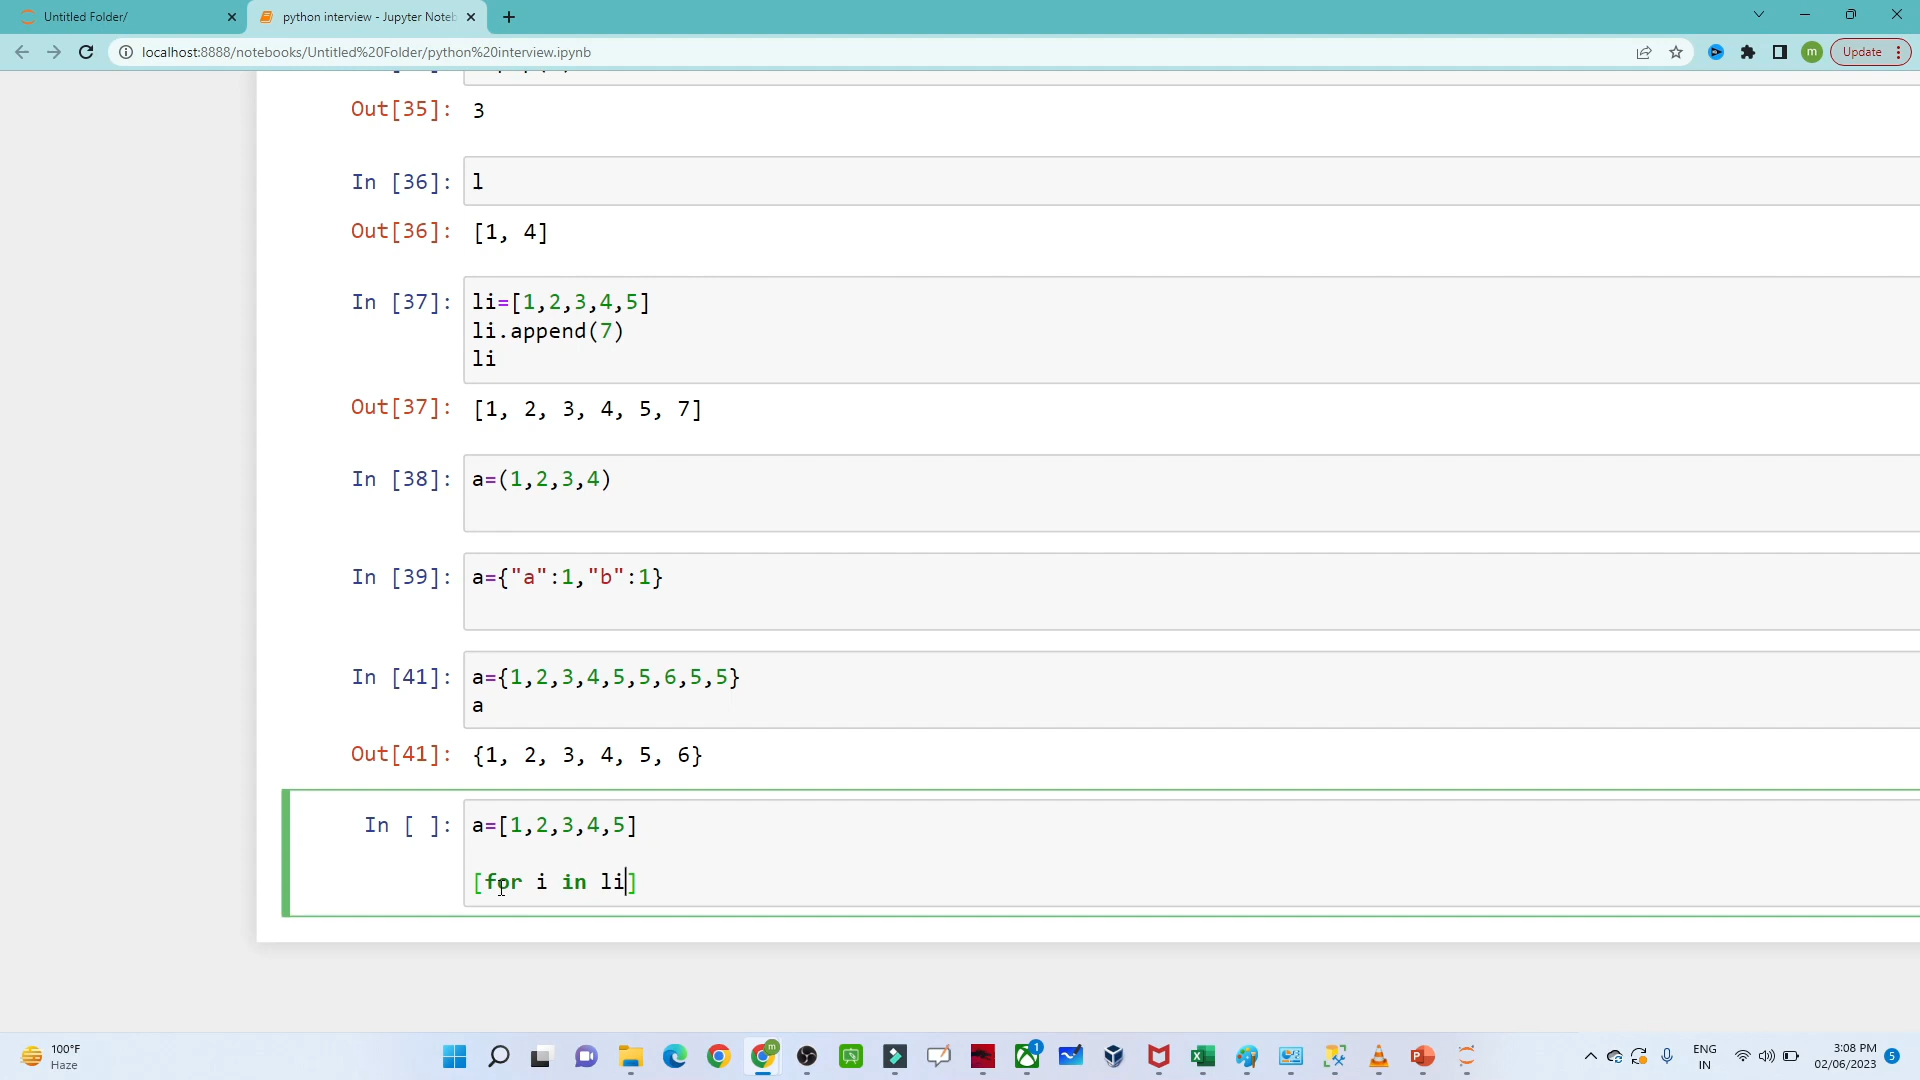 Untitled Folder/
python interview - Jupyter Noteb
localhost:8888/notebooks/Untitled%20Folder/python%20interview.ipynb
m
Update
Out[35]: 3
In [36]: l
Out[36]: [1, 4]
In [37]: li=[1,2,3,4,5]
li.append(7)
li
Out[37]: [1, 2, 3, 4, 5, 7]
In [38]: a=(1,2,3,4)
In [39]: a={"a":1,"b":1}
In [41]: a={1,2,3,4,5,5,6,5,5}
a
Out[41]: {1, 2, 3, 4, 5, 6}
In [ ]: a=[1,2,3,4,5]
[for i in li]
100°F
Haze
m
1
ENG
IN
3:08 PM
02/06/2023
5